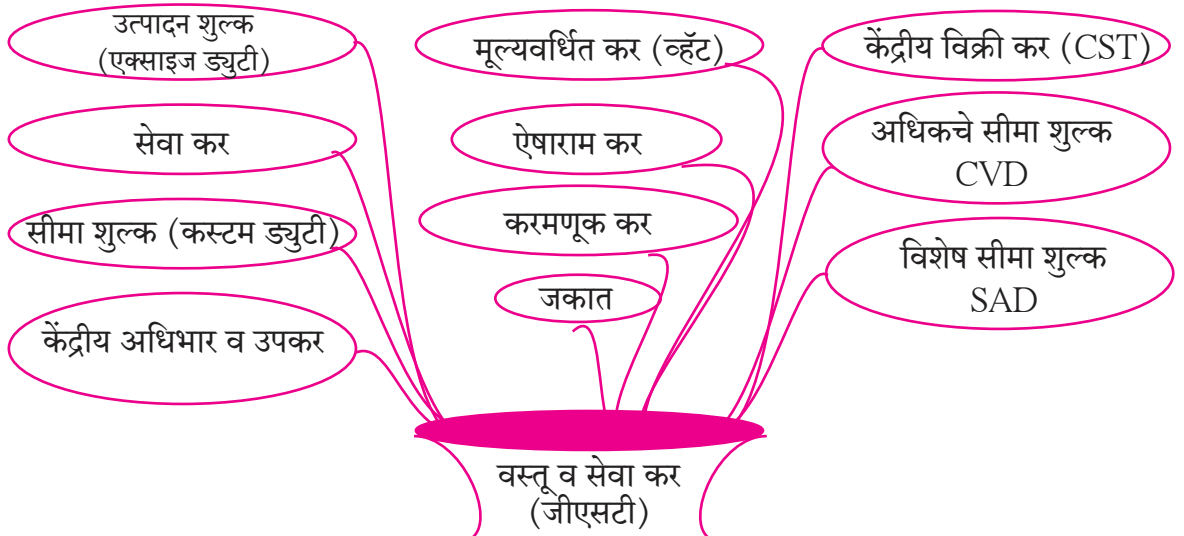 उत्पादन शुल्क
(एक्साइज ड्युटी)
सेवा कर
सीमा शुल्क (कस्टम ड्युटी)
केंद्रीय अधिभार व उपकर
मूल्यवर्धित कर (व्हॅट)
ऐषाराम कर
करमणूक कर
जकात
केंद्रीय विक्री कर (CST)
अधिकचे सीमा शुल्क
CVD
विशेष सीमा शुल्क
SAD
वस्तू व सेवा कर
(जीएसटी)